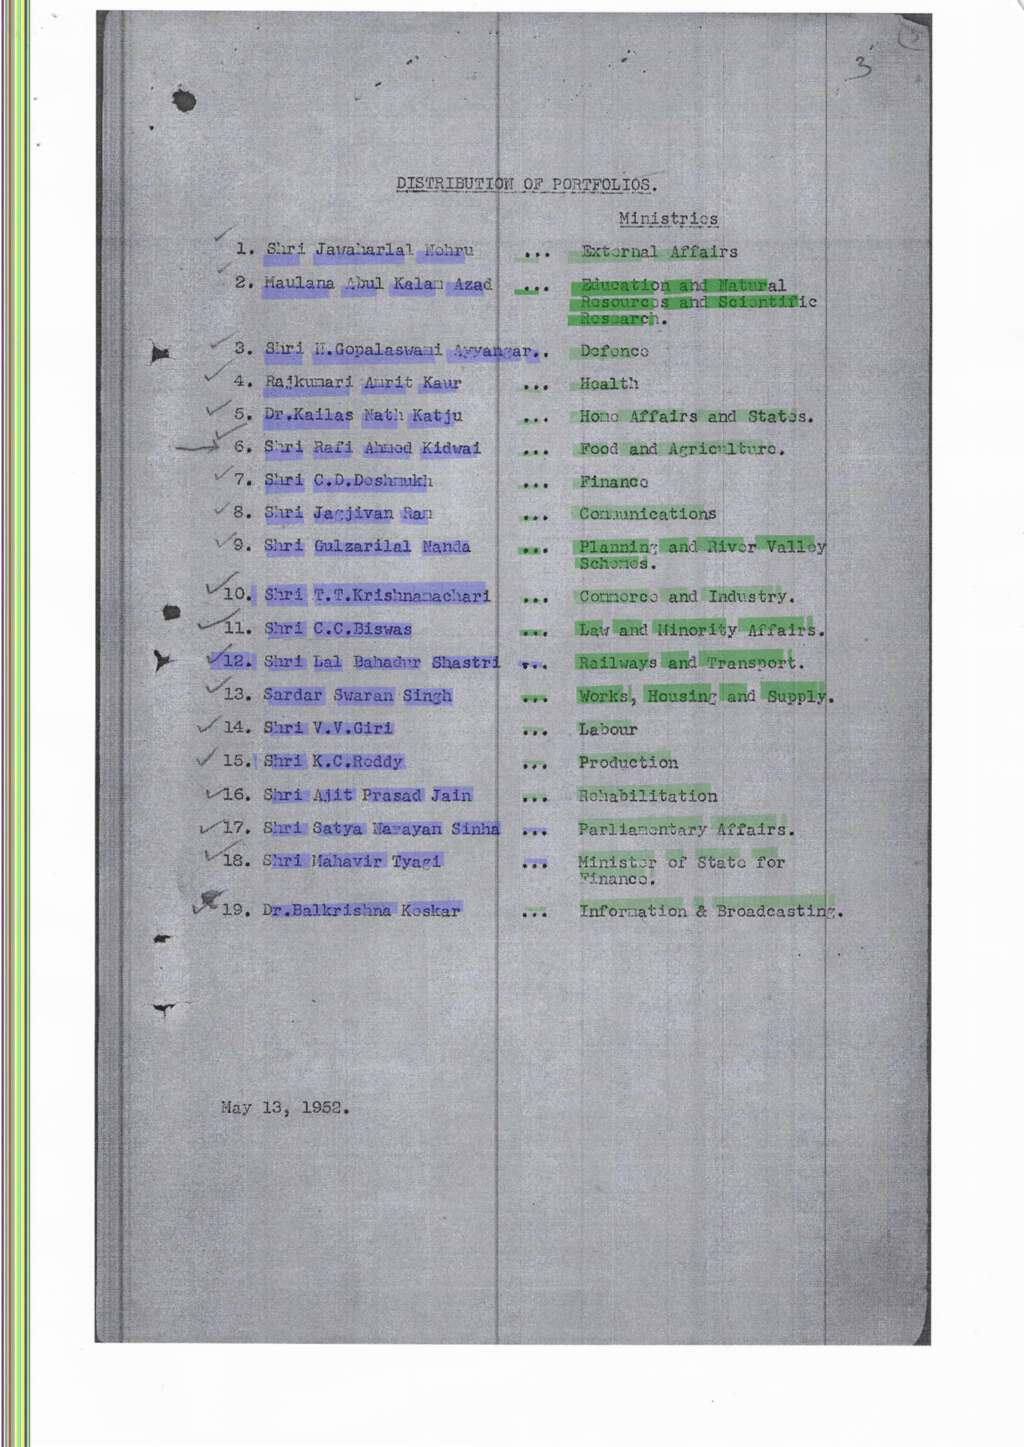 3
DISTRIBUTION OF PORTFOLIOS.
Ministries
1. Shri Jawaharlal Nehru ... External Affairs
2. Maulana Abul Kalam Azad ... Education and Natural
Resources and Scientific
Research.
3. Shri N.Gopalaswami Ayyangar.. Defence
4. Rajkumari Amrit Kaur ... Health
5. Dr.Kailas Nath Katju ... Home Affairs and States.
6. Shri Rafi Ahmed Kidwai ... Food and Agriculture.
7. Shri C.D.Deshmukh ... Finance
8. Shri Jagjivan Ram ... Communications
9. Shri Gulzarilal Nanda ... Planning and River Valley
Schemes.
10. Shri T.T.Krishnamachari ... Commerce and Industry.
11. Shri C.C.Biswas ... Law and Minority Affairs.
12. Shri Lal Bahadur Shastri ... Railways and Transport.
13. Sardar Swaran Singh ... Works, Housing and Supply.
14. Shri V.V.Giri ... Labour
15. Shri K.C.Reddy ... Production
16. Shri Ajit Prasad Jain ... Rehabilitation
17. Shri Satya Narayan Sinha ... Parliamentary Affairs.
18. Shri Mahavir Tyagi ... Minister of State for
Finance.
19. Dr.Balkrishna Keskar ... Information & Broadcasting.
May 13, 1952.